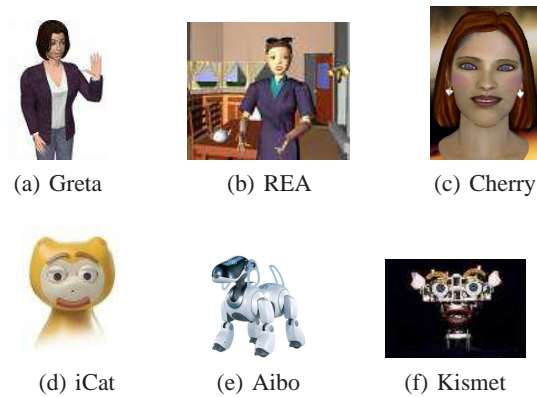 (a) Greta
(b) REA
(c) Cherry
(d) iCat
(e) Aibo
(f) Kismet